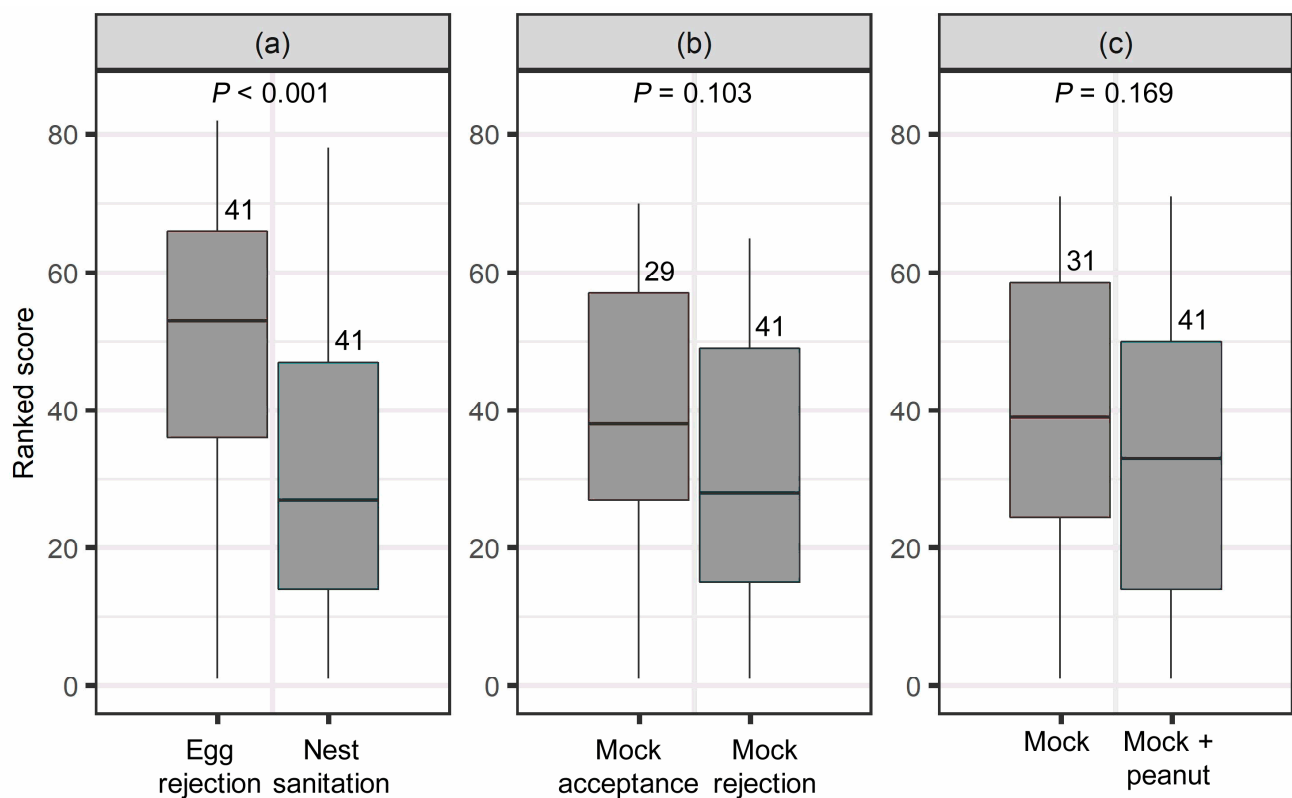 (a)
P < 0.001
80
60
40
20
0
41
41
Ranked score
Egg rejection
Nest sanitation
(b)
P = 0.103
80
60
40
20
0
29
41
Mock acceptance
Mock rejection
(c)
P = 0.169
80
60
40
20
0
31
41
Mock
Mock + peanut